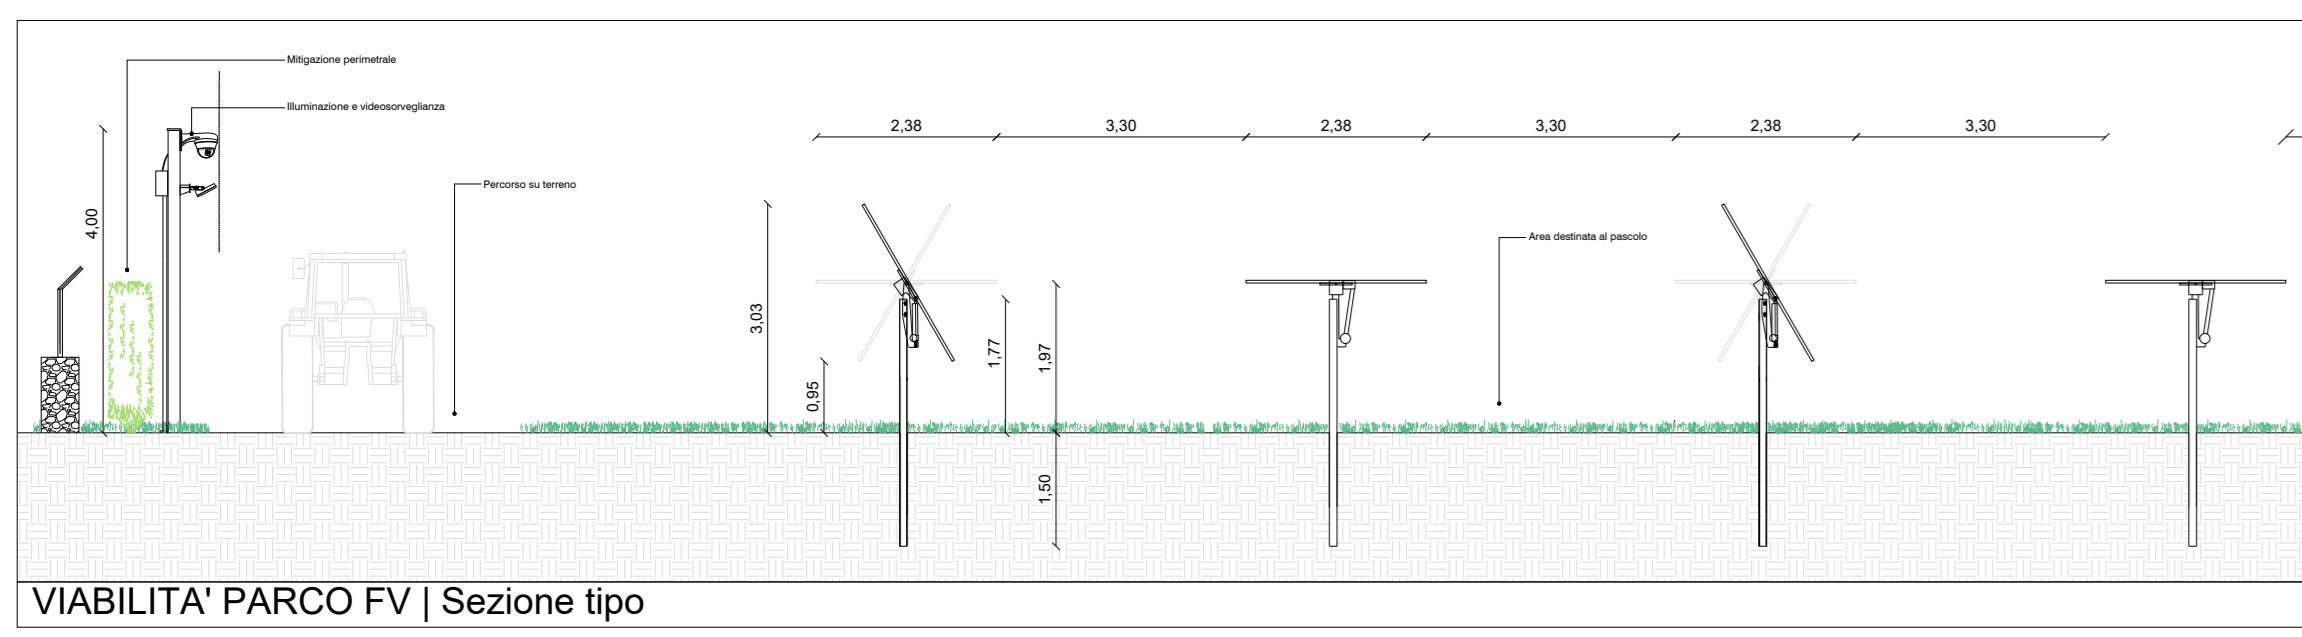 Mitigazione perimetrale
Illuminazione e videosorveglianza
2,38
3,30
2,38
3,30
2,38
3,30
Percorso su terreno
4,00
Area destinata al pascolo
3,03
1,77
1,97
0,95
1,50
VIABILITA' PARCO FV | Sezione tipo